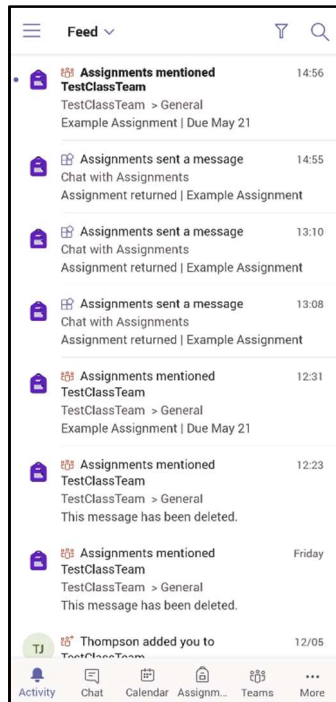 Feed
Assignments mentioned 14:56
TestClassTeam
TestClassTeam > General
Example Assignment | Due May 21
Assignments sent a message 14:55
Chat with Assignments
Assignment returned | Example Assignment
Assignments sent a message 13:10
Chat with Assignments
Assignment returned | Example Assignment
Assignments sent a message 13:08
Chat with Assignments
Assignment returned | Example Assignment
Assignments mentioned 12:31
TestClassTeam
TestClassTeam > General
Example Assignment | Due May 21
Assignments mentioned 12:23
TestClassTeam
TestClassTeam > General
This message has been deleted.
Assignments mentioned Friday
TestClassTeam
TestClassTeam > General
This message has been deleted.
TJ Thompson added you to 12/05
TestClassTeam
Activity Chat Calendar Assignm... Teams More